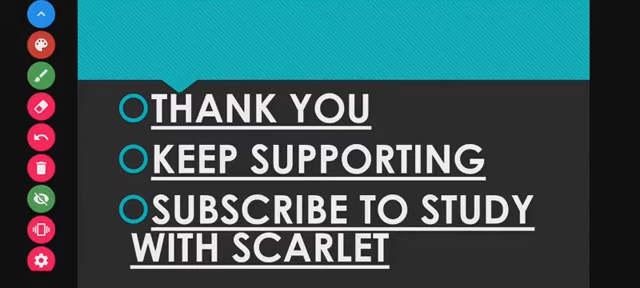 THANK YOU
KEEP SUPPORTING
SUBSCRIBE TO STUDY
WITH SCARLET